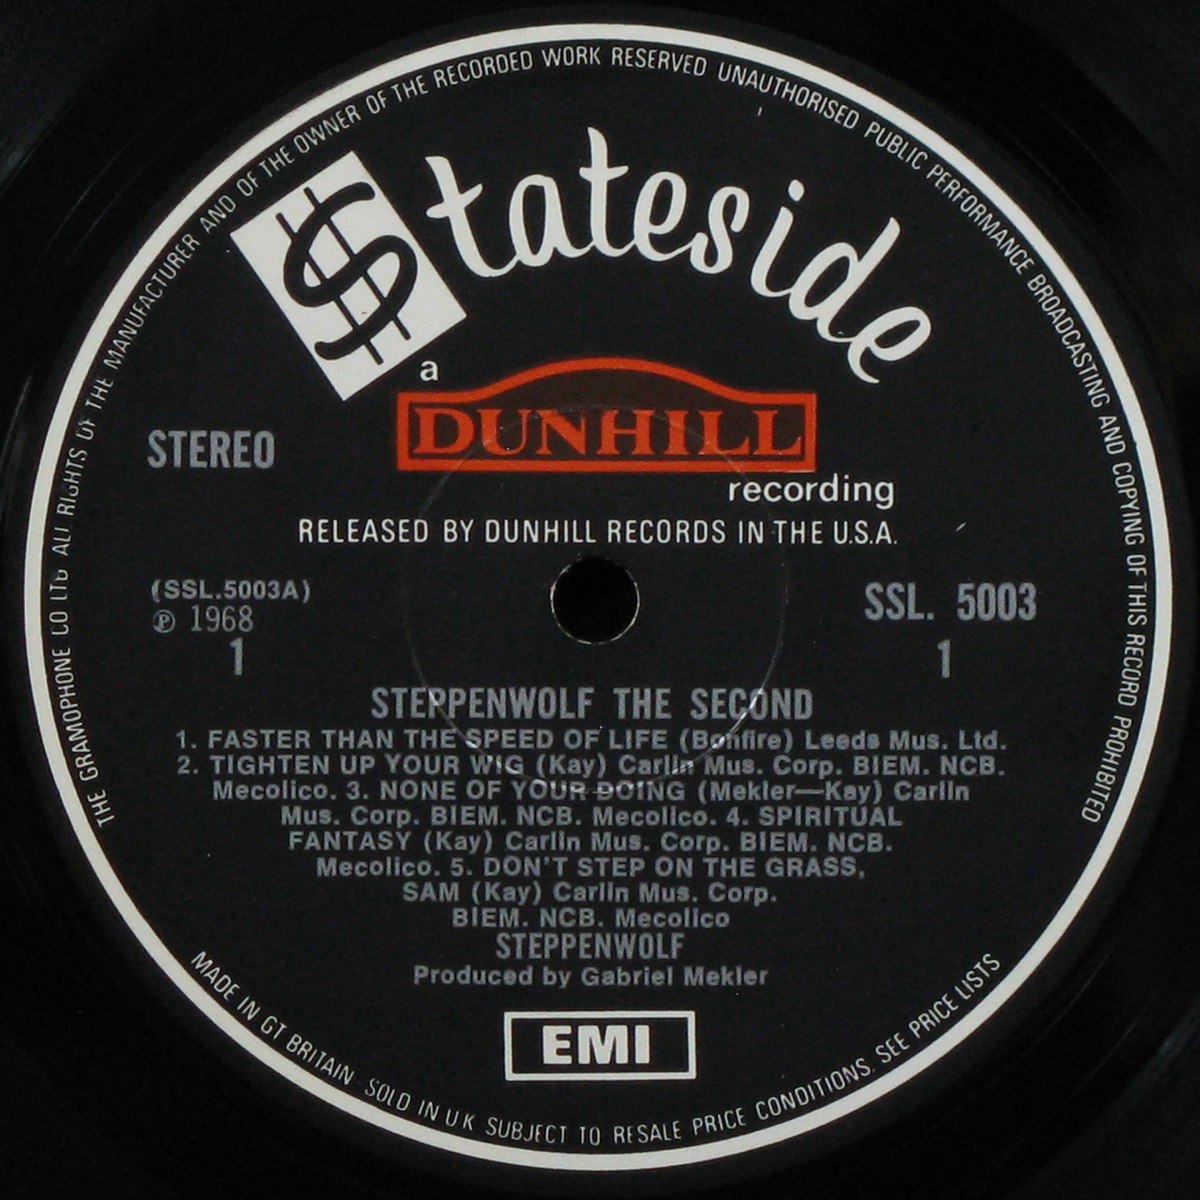 THE GRAMOPHONE CO LTD ALL RIGHTS OF THE MANUFACTURER AND OF THE OWNER OF THE RECORDED WORK RESERVED UNAUTHORISED PUBLIC PERFORMANCE BROADCASTING AND COPYING OF THIS RECORD PROHIBITED
Stateside
a
DUNHILL
recording
STEREO
RELEASED BY DUNHILL RECORDS IN THE U.S.A.
(SSL.5003A)
℗ 1968
1
SSL. 5003
1
STEPPENWOLF THE SECOND
1. FASTER THAN THE SPEED OF LIFE (Bonfire) Leeds Mus. Ltd.
2. TIGHTEN UP YOUR WIG (Kay) Carlin Mus. Corp. BIEM. NCB.
Mecolico. 3. NONE OF YOUR DOING (Mekler—Kay) Carlin
Mus. Corp. BIEM. NCB. Mecolico. 4. SPIRITUAL
FANTASY (Kay) Carlin Mus. Corp. BIEM. NCB.
Mecolico. 5. DON'T STEP ON THE GRASS,
SAM (Kay) Carlin Mus. Corp.
BIEM. NCB. Mecolico
STEPPENWOLF
Produced by Gabriel Mekler
EMI
MADE IN GT BRITAIN SOLD IN U K SUBJECT TO RESALE PRICE CONDITIONS. SEE PRICE LISTS